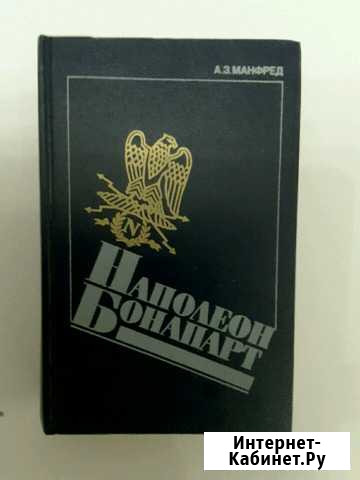 А.З.МАНФРЕД
N
НАПОЛЕОН
БОНАПАРТ
Интернет-
Кабинет.Ру